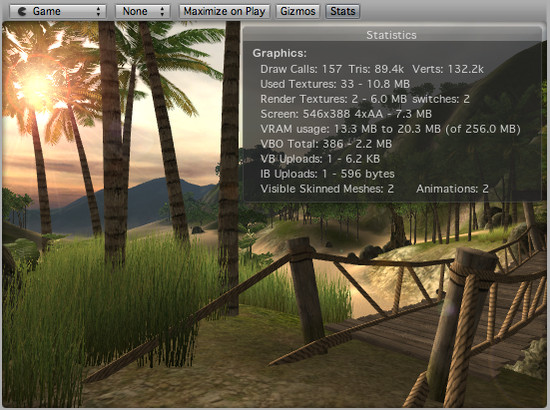 Game None Maximize on Play Gizmos Stats
Statistics
Graphics:
Draw Calls: 157 Tris: 89.4k Verts: 132.2k
Used Textures: 33 - 10.8 MB
Render Textures: 2 - 6.0 MB switches: 2
Screen: 546x388 4xAA - 7.3 MB
VRAM usage: 13.3 MB to 20.3 MB (of 256.0 MB)
VBO Total: 386 - 2.2 MB
VB Uploads: 1 - 6.2 KB
IB Uploads: 1 - 596 bytes
Visible Skinned Meshes: 2 Animations: 2